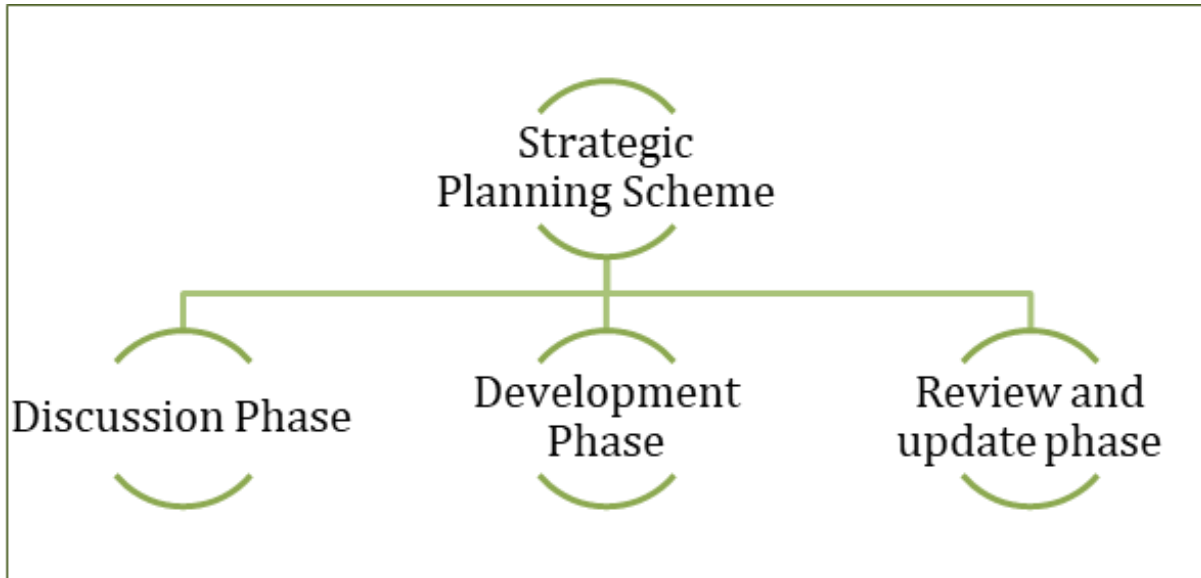 Strategic
Planning Scheme
Discussion Phase
Development
Phase
Review and
update phase